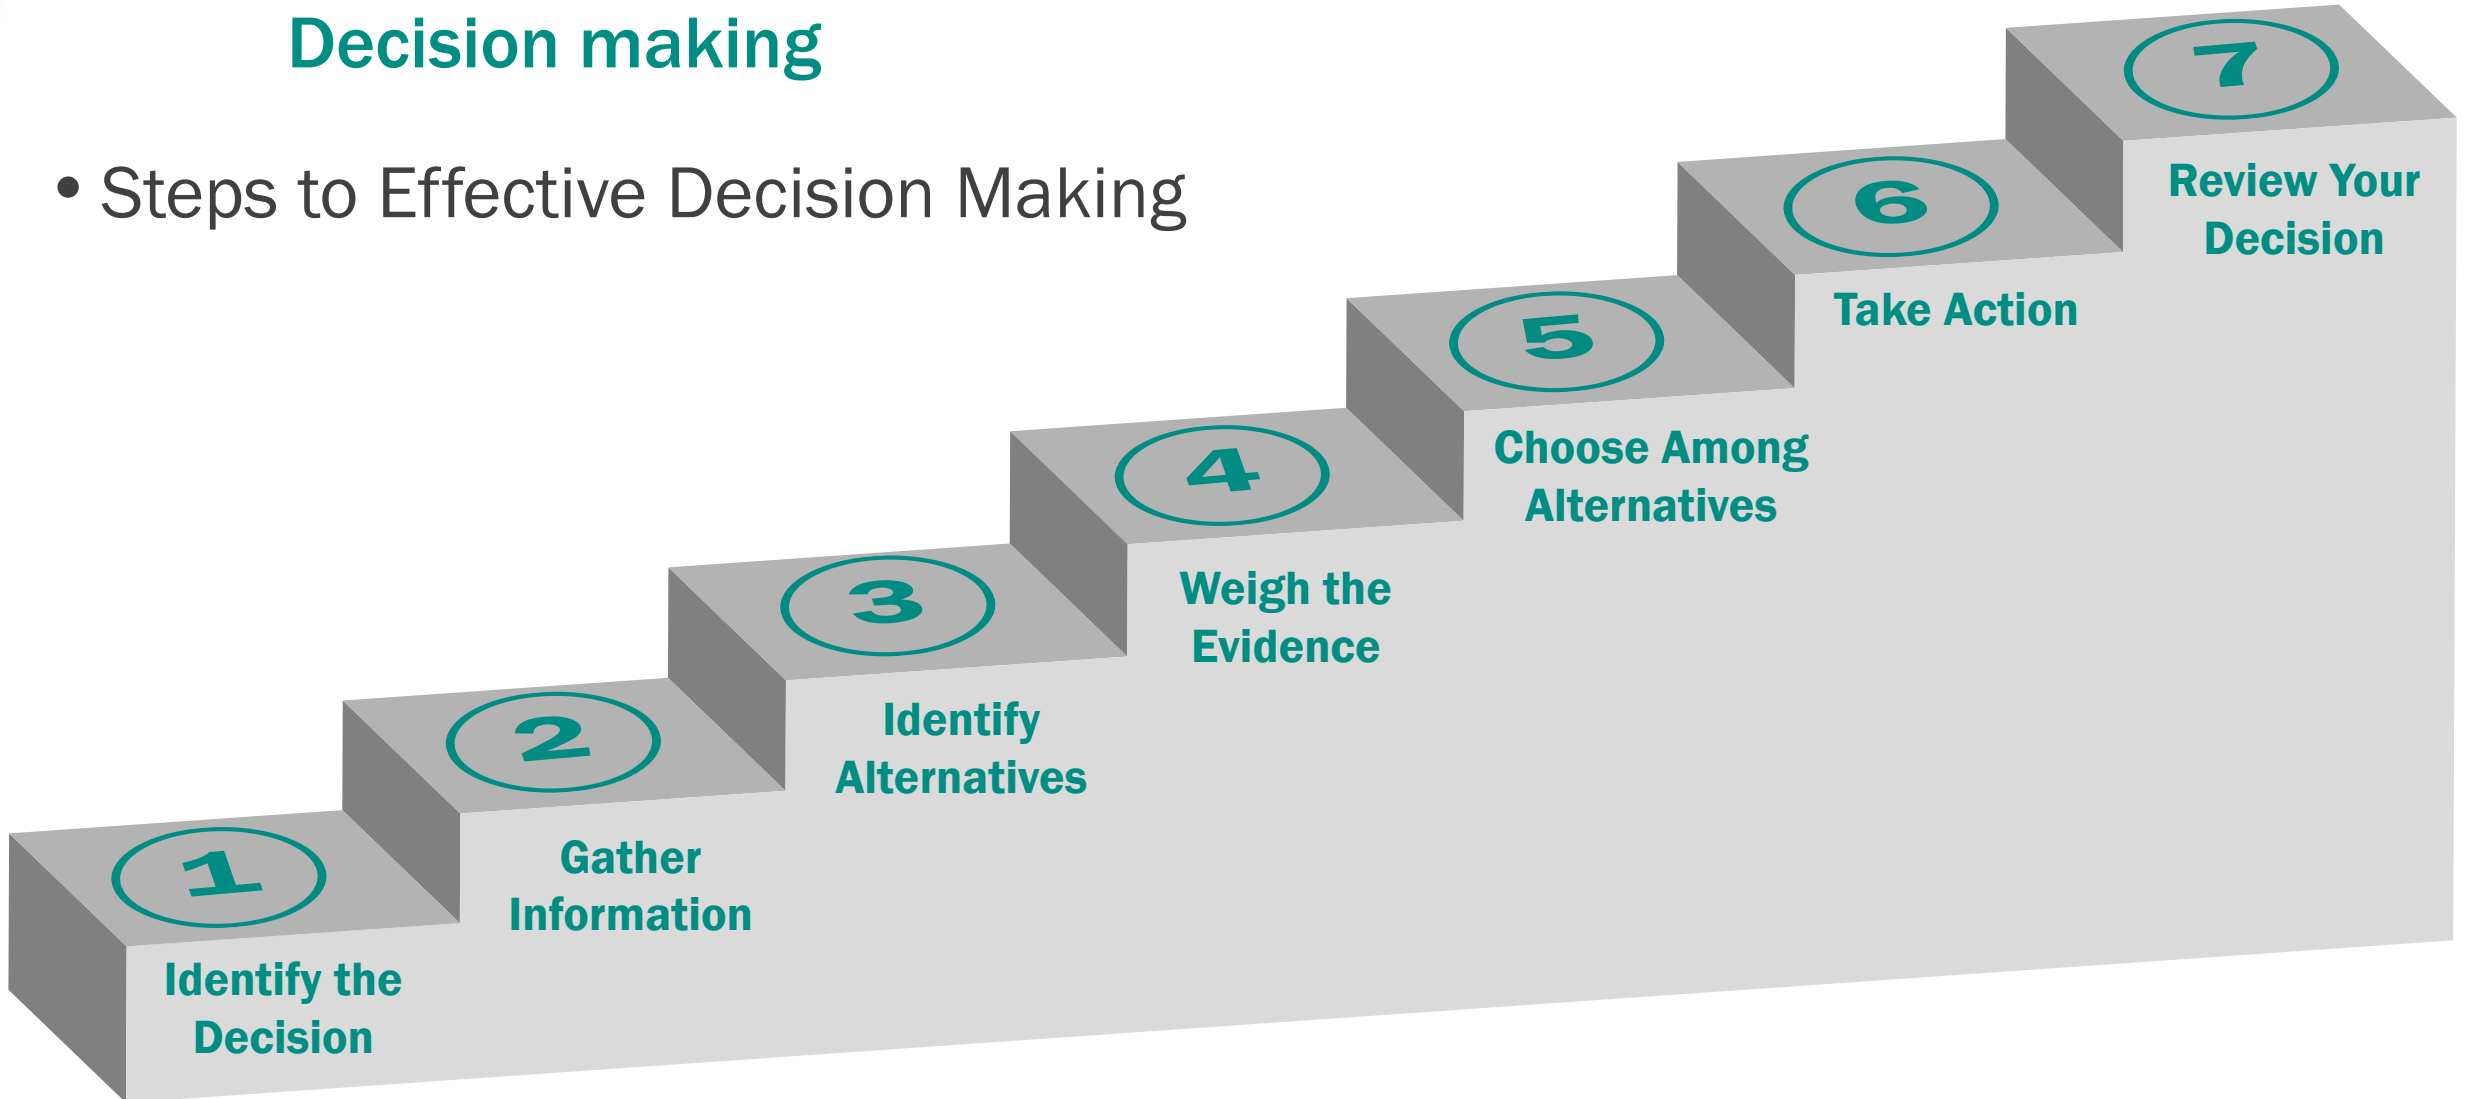 Decision making
• Steps to Effective Decision Making
1
Identify the
Decision
2
Gather
Information
3
Identify
Alternatives
4
Weigh the
Evidence
5
Choose Among
Alternatives
6
Take Action
7
Review Your
Decision